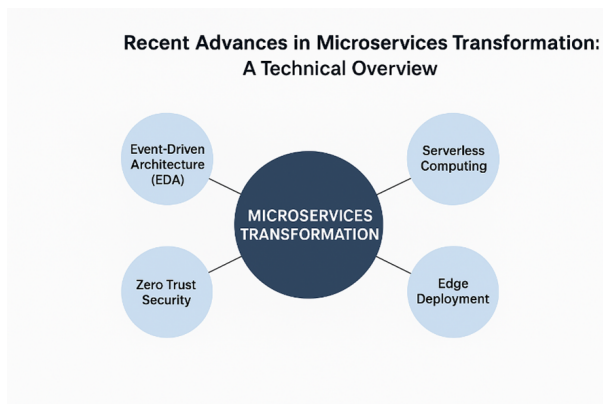 Recent Advances in Microservices Transformation:
A Technical Overview
Event-Driven
Architecture
(EDA)
Serverless
Computing
MICROSERVICES
TRANSFORMATION
Zero Trust
Security
Edge
Deployment